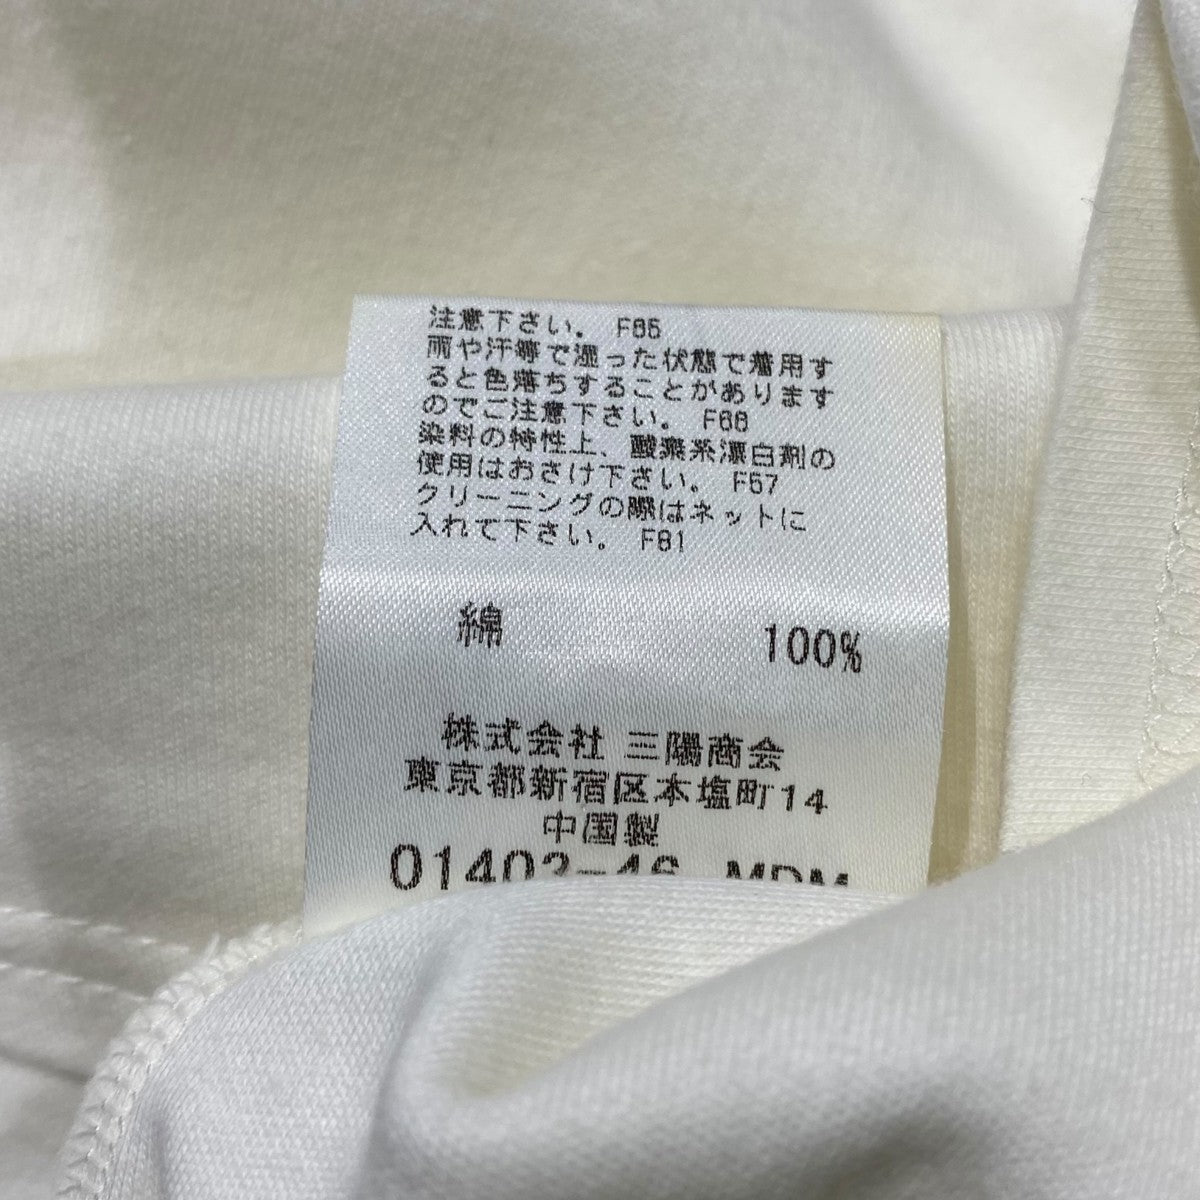 注意下さい。 F65
雨や汗等で湿った状態で着用す
ると色落ちすることがあります
のでご注意下さい。 F66
染料の特性上、酸素系漂白剤の
使用はおさけ下さい。 F67
クリーニングの際はネットに
入れて下さい。 F81
綿 100%
株式会社 三陽商会
東京都新宿区本塩町14
中国製
01402-46 MDM